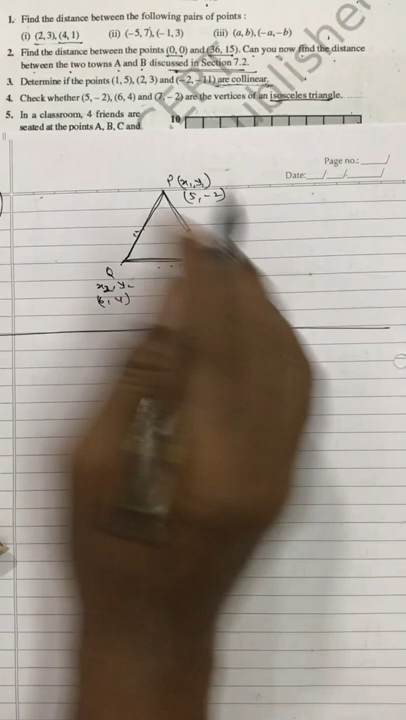 1. Find the distance between the following pairs of points :
(i) (2, 3), (4, 1) (ii) (−5, 7), (−1, 3) (iii) (a, b), (−a, −b)
2. Find the distance between the points (0, 0) and (36, 15). Can you now find the distance
between the two towns A and B discussed in Section 7.2.
3. Determine if the points (1, 5), (2, 3) and (−2, −11) are collinear.
4. Check whether (5, −2), (6, 4) and (7, −2) are the vertices of an isosceles triangle.
5. In a classroom, 4 friends are
seated at the points A, B, C and
10
Page no.:
Date: / /
P (x₁, y₁)
(5, −2)
Q
x₂, y₂
(6, 4)